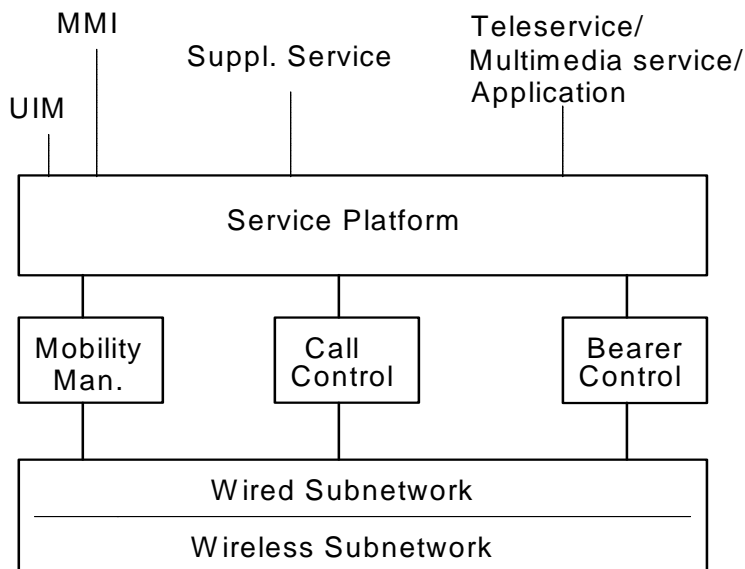 MMI
UIM
Suppl. Service
Teleservice/
Multimedia service/
Application
Service Platform
Mobility
Man.
Call
Control
Bearer
Control
Wired Subnetwork
Wireless Subnetwork